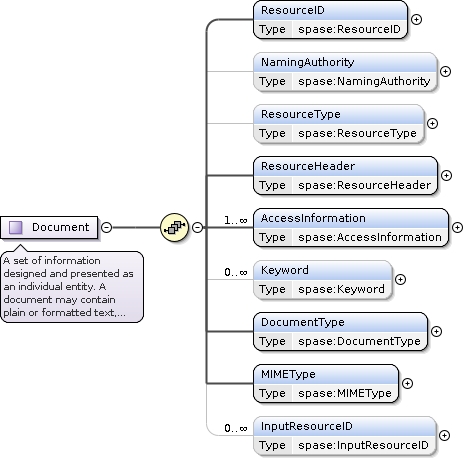 ResourceID
Type spase:ResourceID
NamingAuthority
Type spase:NamingAuthority
ResourceType
Type spase:ResourceType
ResourceHeader
Type spase:ResourceHeader
Document
1..∞
AccessInformation
Type spase:AccessInformation
A set of information
designed and presented as
an individual entity. A
document may contain
plain or formatted text,...
0..∞
Keyword
Type spase:Keyword
DocumentType
Type spase:DocumentType
MIMEType
Type spase:MIMEType
0..∞
InputResourceID
Type spase:InputResourceID